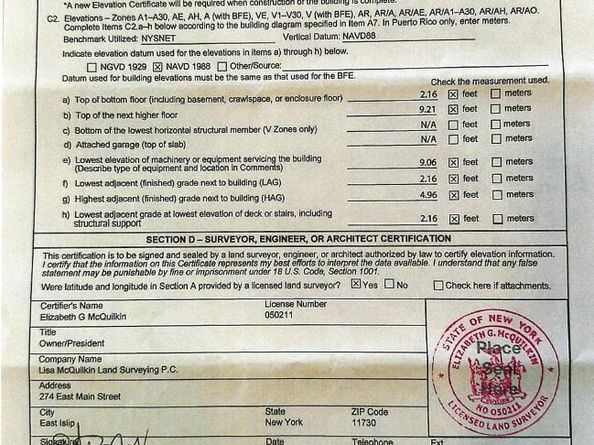 *A new Elevation Certificate will be required when construction of the building is complete.
C2. Elevations – Zones A1–A30, AE, AH, A (with BFE), VE, V1–V30, V (with BFE), AR, AR/A, AR/AE, AR/A1–A30, AR/AH, AR/AO.
Complete Items C2.a–h below according to the building diagram specified in Item A7. In Puerto Rico only, enter meters.
Benchmark Utilized: NYSNET Vertical Datum: NAVD88
Indicate elevation datum used for the elevations in items a) through h) below.
☐ NGVD 1929 ☒ NAVD 1988 ☐ Other/Source:
Datum used for building elevations must be the same as that used for the BFE.
Check the measurement used.
a) Top of bottom floor (including basement, crawlspace, or enclosure floor) 2.16 ☒ feet ☐ meters
b) Top of the next higher floor 9.21 ☒ feet ☐ meters
c) Bottom of the lowest horizontal structural member (V Zones only) N/A ☐ feet ☐ meters
d) Attached garage (top of slab) N/A ☐ feet ☐ meters
e) Lowest elevation of machinery or equipment servicing the building 9.06 ☒ feet ☐ meters
(Describe type of equipment and location in Comments)
f) Lowest adjacent (finished) grade next to building (LAG) 2.16 ☒ feet ☐ meters
g) Highest adjacent (finished) grade next to building (HAG) 4.96 ☒ feet ☐ meters
h) Lowest adjacent grade at lowest elevation of deck or stairs, including
structural support 2.16 ☒ feet ☐ meters
SECTION D – SURVEYOR, ENGINEER, OR ARCHITECT CERTIFICATION
This certification is to be signed and sealed by a land surveyor, engineer, or architect authorized by law to certify elevation information.
I certify that the information on this Certificate represents my best efforts to interpret the data available. I understand that any false
statement may be punishable by fine or imprisonment under 18 U.S. Code, Section 1001.
Were latitude and longitude in Section A provided by a licensed land surveyor? ☒ Yes ☐ No ☐ Check here if attachments.
Certifier's Name License Number
Elizabeth G McQuilkin 050211
Title
Owner/President
Company Name
Lisa McQuilkin Land Surveying P.C.
Address
274 East Main Street
City State ZIP Code
East Islip New York 11730
Signature Date Telephone Ext.
STATE OF NEW YORK
ELIZABETH G. McQUILKIN
Place
Seal
Here
NO 050211
LICENSED LAND SURVEYOR